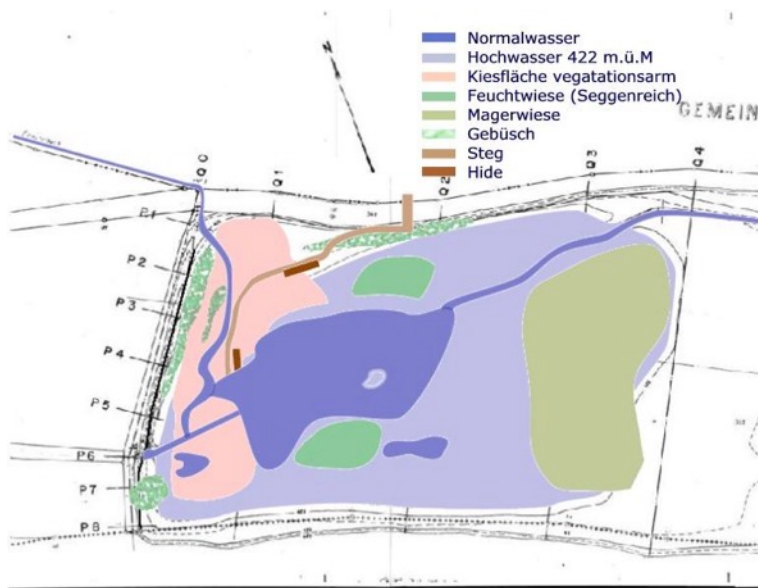 Normalwasser
Hochwasser 422 m.ü.M
Kiesfläche vegatationsarm
Feuchtwiese (Seggenreich)
Magerwiese
Gebüsch
Steg
Hide
GEMEIN
N
Q0
Q1
Q2
Q3
Q4
P1
P2
P3
P4
P5
P6
P7
P8